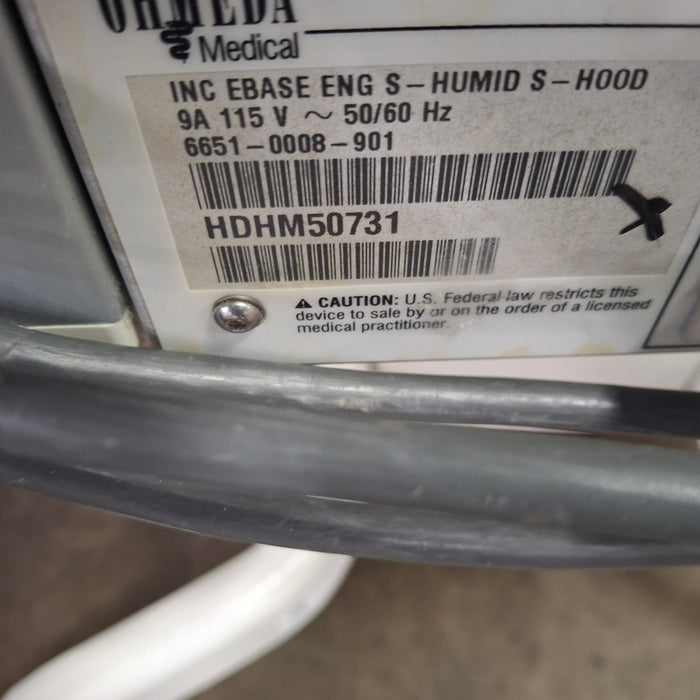 OHMEDA
Medical
INC EBASE ENG S-HUMID S-HOOD
9A 115 V ~ 50/60 Hz
6651-0008-901
HDHM50731
⚠ CAUTION: U.S. Federal law restricts this
device to sale by or on the order of a licensed
medical practitioner.